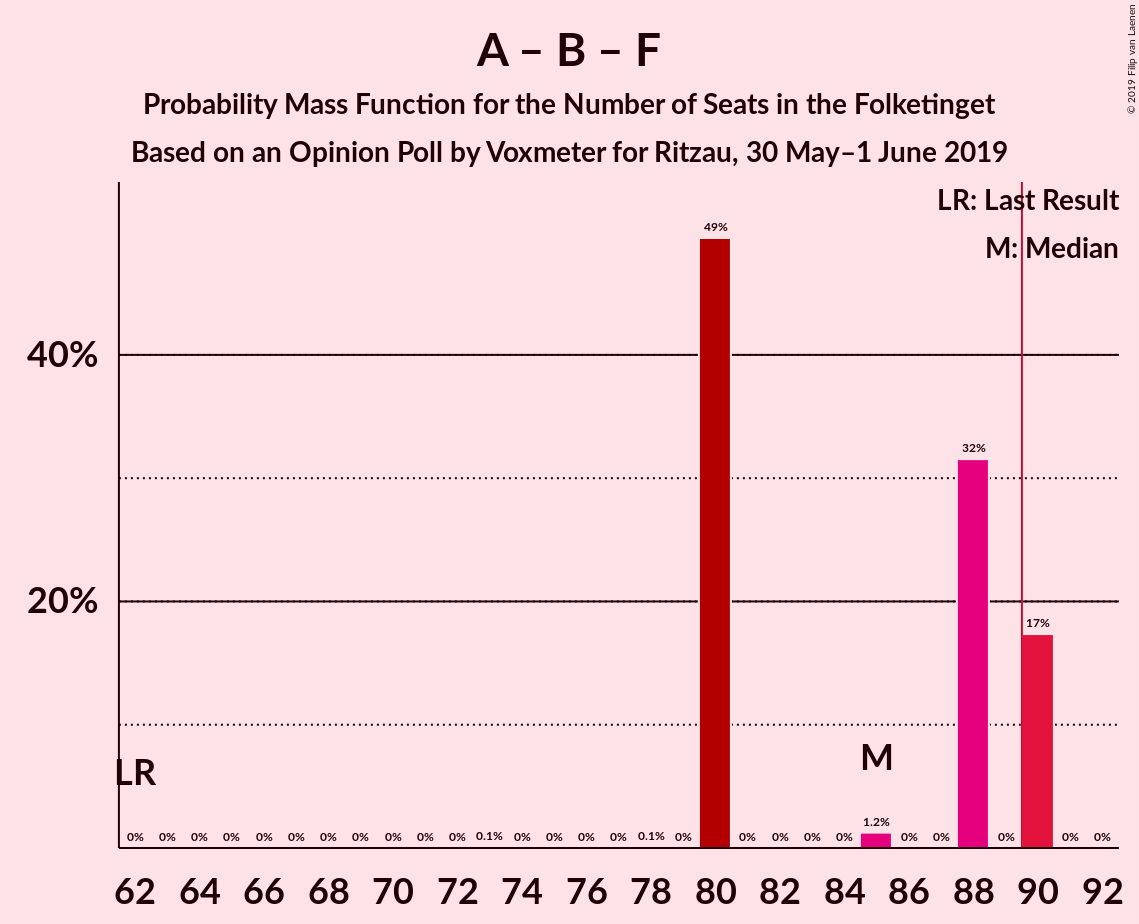 A – B – F
Probability Mass Function for the Number of Seats in the Folketinget
Based on an Opinion Poll by Voxmeter for Ritzau, 30 May–1 June 2019
© 2019 Filip van Laenen
LR: Last Result
M: Median
49%
40%
32%
20%
17%
LR
M
1.2%
0% 0% 0% 0% 0% 0% 0% 0% 0% 0% 0% 0.1% 0% 0% 0% 0% 0.1% 0% 0% 0% 0% 0% 0% 0% 0% 0% 0%
62 64 66 68 70 72 74 76 78 80 82 84 86 88 90 92